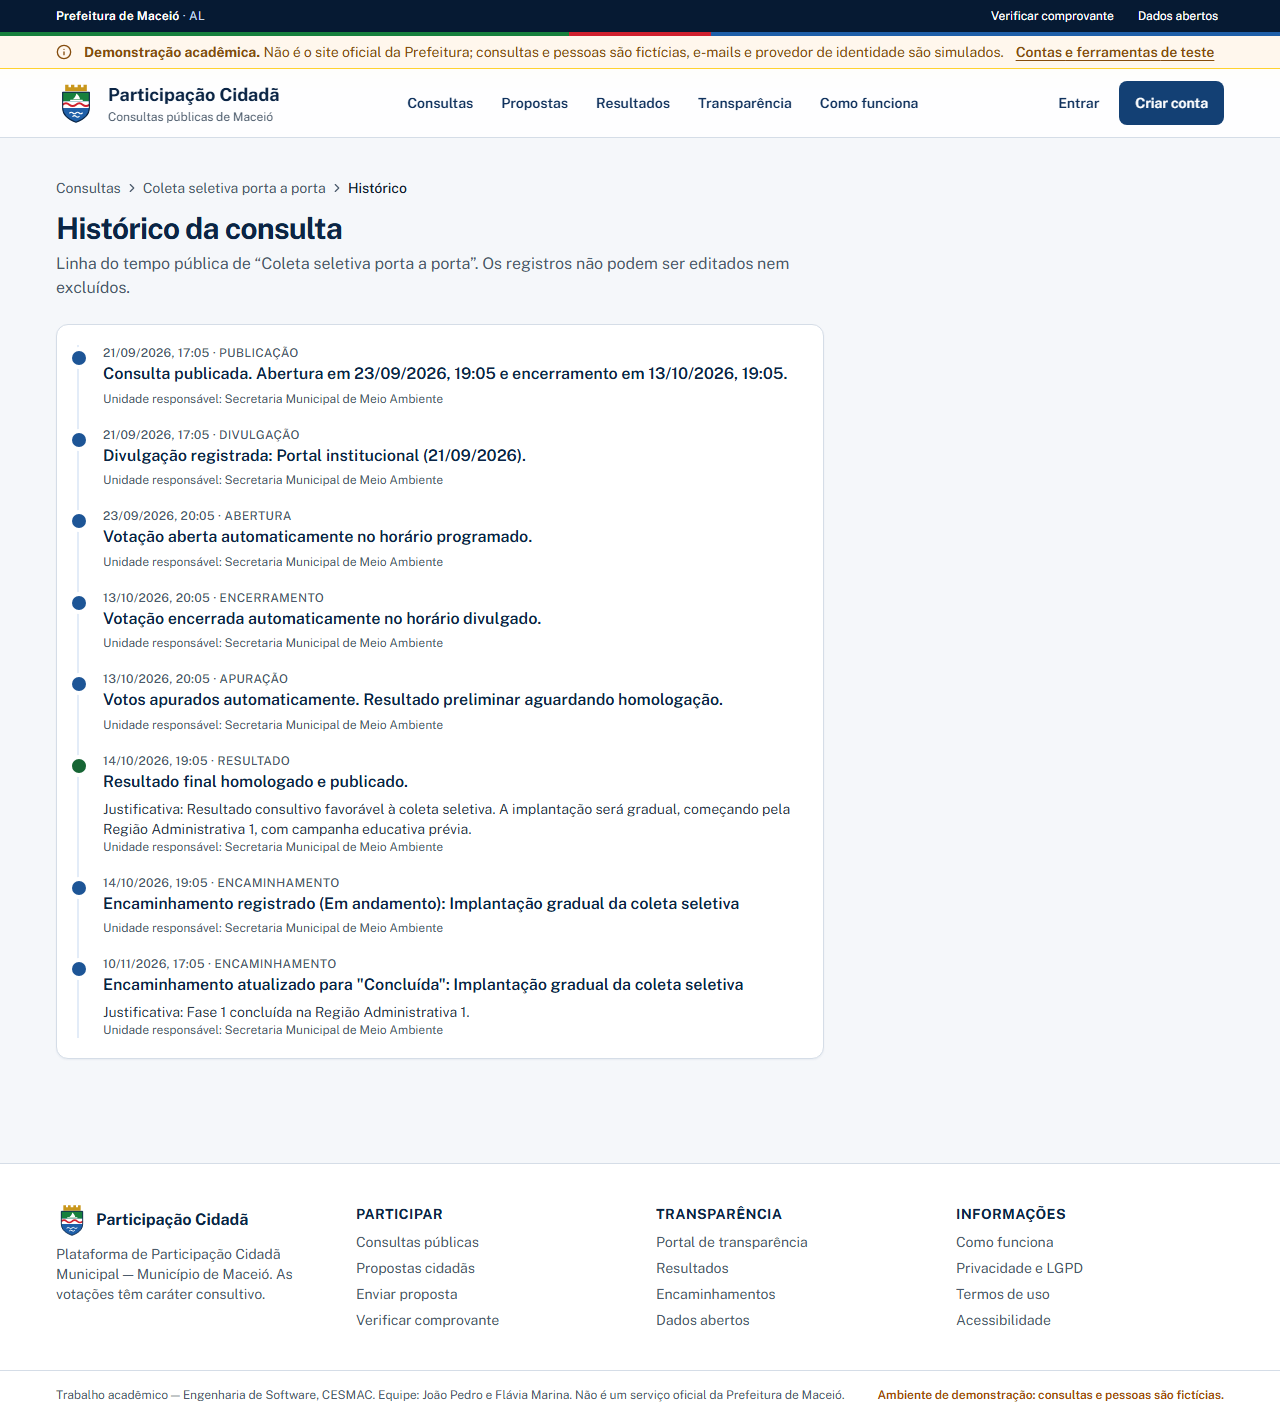 Prefeitura de Maceió · AL
Verificar comprovante
Dados abertos
Demonstração acadêmica. Não é o site oficial da Prefeitura; consultas e pessoas são fictícias, e-mails e provedor de identidade são simulados. Contas e ferramentas de teste
Participação Cidadã
Consultas públicas de Maceió
Consultas
Propostas
Resultados
Transparência
Como funciona
Entrar
Criar conta
Consultas > Coleta seletiva porta a porta > Histórico
Histórico da consulta
Linha do tempo pública de “Coleta seletiva porta a porta”. Os registros não podem ser editados nem
excluídos.
21/09/2026, 17:05 · PUBLICAÇÃO
Consulta publicada. Abertura em 23/09/2026, 19:05 e encerramento em 13/10/2026, 19:05.
Unidade responsável: Secretaria Municipal de Meio Ambiente
21/09/2026, 17:05 · DIVULGAÇÃO
Divulgação registrada: Portal institucional (21/09/2026).
Unidade responsável: Secretaria Municipal de Meio Ambiente
23/09/2026, 20:05 · ABERTURA
Votação aberta automaticamente no horário programado.
Unidade responsável: Secretaria Municipal de Meio Ambiente
13/10/2026, 20:05 · ENCERRAMENTO
Votação encerrada automaticamente no horário divulgado.
Unidade responsável: Secretaria Municipal de Meio Ambiente
13/10/2026, 20:05 · APURAÇÃO
Votos apurados automaticamente. Resultado preliminar aguardando homologação.
Unidade responsável: Secretaria Municipal de Meio Ambiente
14/10/2026, 19:05 · RESULTADO
Resultado final homologado e publicado.
Justificativa: Resultado consultivo favorável à coleta seletiva. A implantação será gradual, começando pela
Região Administrativa 1, com campanha educativa prévia.
Unidade responsável: Secretaria Municipal de Meio Ambiente
14/10/2026, 19:05 · ENCAMINHAMENTO
Encaminhamento registrado (Em andamento): Implantação gradual da coleta seletiva
Unidade responsável: Secretaria Municipal de Meio Ambiente
10/11/2026, 17:05 · ENCAMINHAMENTO
Encaminhamento atualizado para "Concluída": Implantação gradual da coleta seletiva
Justificativa: Fase 1 concluída na Região Administrativa 1.
Unidade responsável: Secretaria Municipal de Meio Ambiente
Participação Cidadã
Plataforma de Participação Cidadã
Municipal — Município de Maceió. As
votações têm caráter consultivo.
PARTICIPAR
Consultas públicas
Propostas cidadãs
Enviar proposta
Verificar comprovante
TRANSPARÊNCIA
Portal de transparência
Resultados
Encaminhamentos
Dados abertos
INFORMAÇÕES
Como funciona
Privacidade e LGPD
Termos de uso
Acessibilidade
Trabalho acadêmico — Engenharia de Software, CESMAC. Equipe: João Pedro e Flávia Marina. Não é um serviço oficial da Prefeitura de Maceió.
Ambiente de demonstração: consultas e pessoas são fictícias.